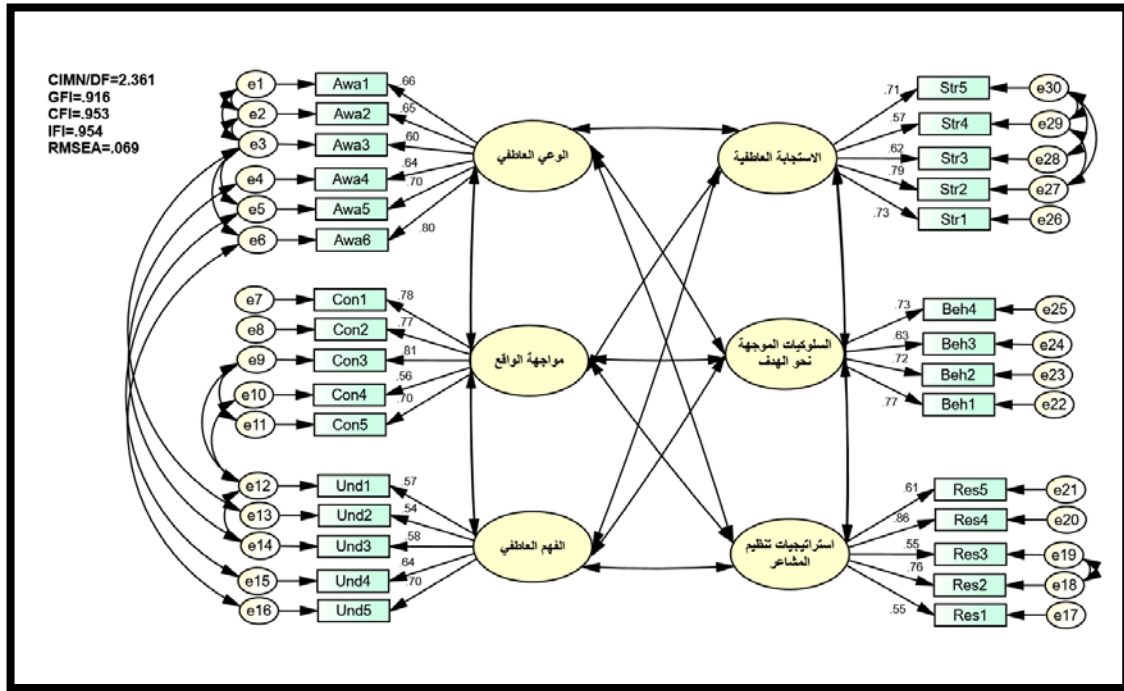 CIMN/DF=2.361
GFI=.916
CFI=.953
IFI=.954
RMSEA=.069
e1
Awa1
.66
e2
Awa2
.65
e3
Awa3
.60
e4
Awa4
.64
e5
Awa5
.70
e6
Awa6
.80
الوعي العاطفي
e7
Con1
.78
e8
Con2
.77
e9
Con3
.81
e10
Con4
.56
e11
Con5
.70
مواجهة الواقع
e12
Und1
.57
e13
Und2
.54
e14
Und3
.58
e15
Und4
.64
e16
Und5
.70
الفهم العاطفي
الاستجابة العاطفية
.71
Str5
e30
.57
Str4
e29
.62
Str3
e28
.79
Str2
e27
.73
Str1
e26
السلوكيات الموجهة
نحو الهدف
.73
Beh4
e25
.63
Beh3
e24
.72
Beh2
e23
.77
Beh1
e22
استراتيجيات تنظيم
المشاعر
.61
Res5
e21
.86
Res4
e20
.55
Res3
e19
.76
Res2
e18
.55
Res1
e17